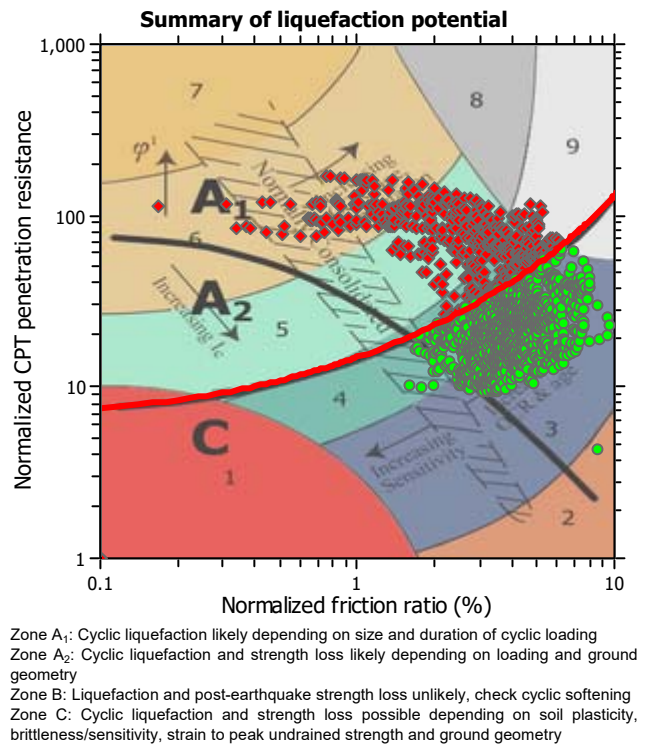 Summary of liquefaction potential
Normalized CPT penetration resistance
1,000
100
10
1
7
8
9
φ'
A1
6
A2
Increasing Ic
5
4
C
1
Increasing
Sensitivity
3
2
0.1
1
10
Normalized friction ratio (%)
Zone A1: Cyclic liquefaction likely depending on size and duration of cyclic loading
Zone A2: Cyclic liquefaction and strength loss likely depending on loading and ground
geometry
Zone B: Liquefaction and post-earthquake strength loss unlikely, check cyclic softening
Zone C: Cyclic liquefaction and strength loss possible depending on soil plasticity,
brittleness/sensitivity, strain to peak undrained strength and ground geometry